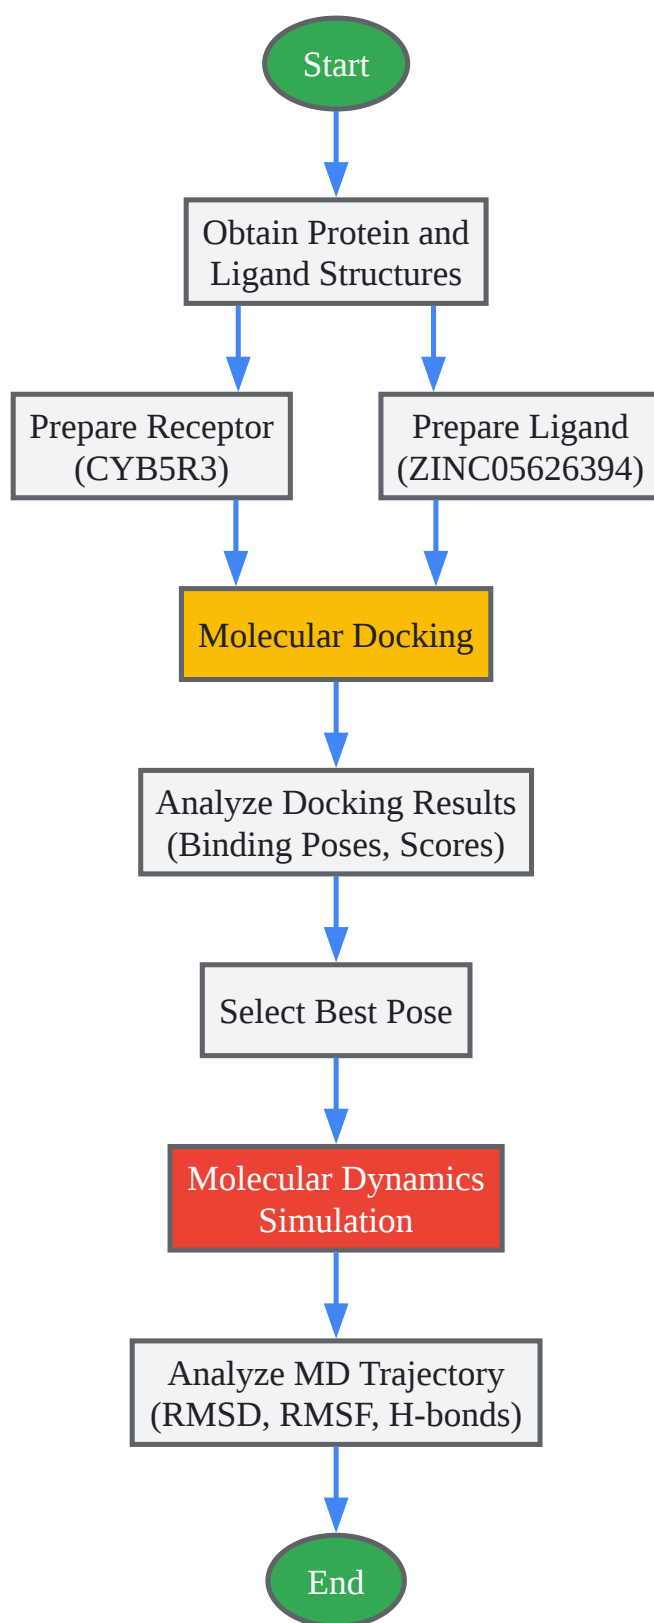 Start
Obtain Protein and
Ligand Structures
Prepare Receptor
(CYB5R3)
Prepare Ligand
(ZINC05626394)
Molecular Docking
Analyze Docking Results
(Binding Poses, Scores)
Select Best Pose
Molecular Dynamics
Simulation
Analyze MD Trajectory
(RMSD, RMSF, H-bonds)
End